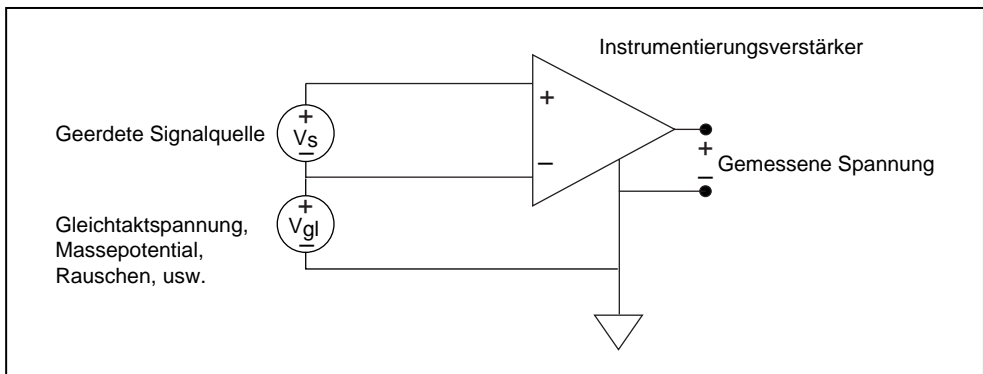 Instrumentierungsverstärker
+
+
Geerdete Signalquelle
Vs
−
−
+
−
Gemessene Spannung
+
Vgl
−
Gleichtaktspannung,
Massepotential,
Rauschen, usw.